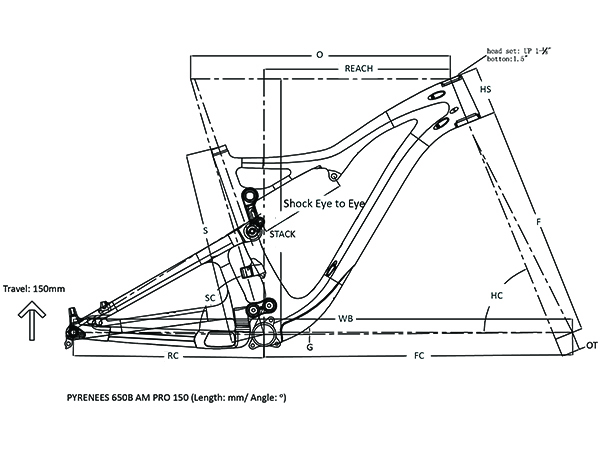 O
head set: UP 1-⅛"
botton:1.5"
REACH
HS
Shock Eye to Eye
F
S
STACK
Travel: 150mm
SC
HC
WB
G
OT
RC
FC
PYRENEES 650B AM PRO 150 (Length: mm/ Angle: °)